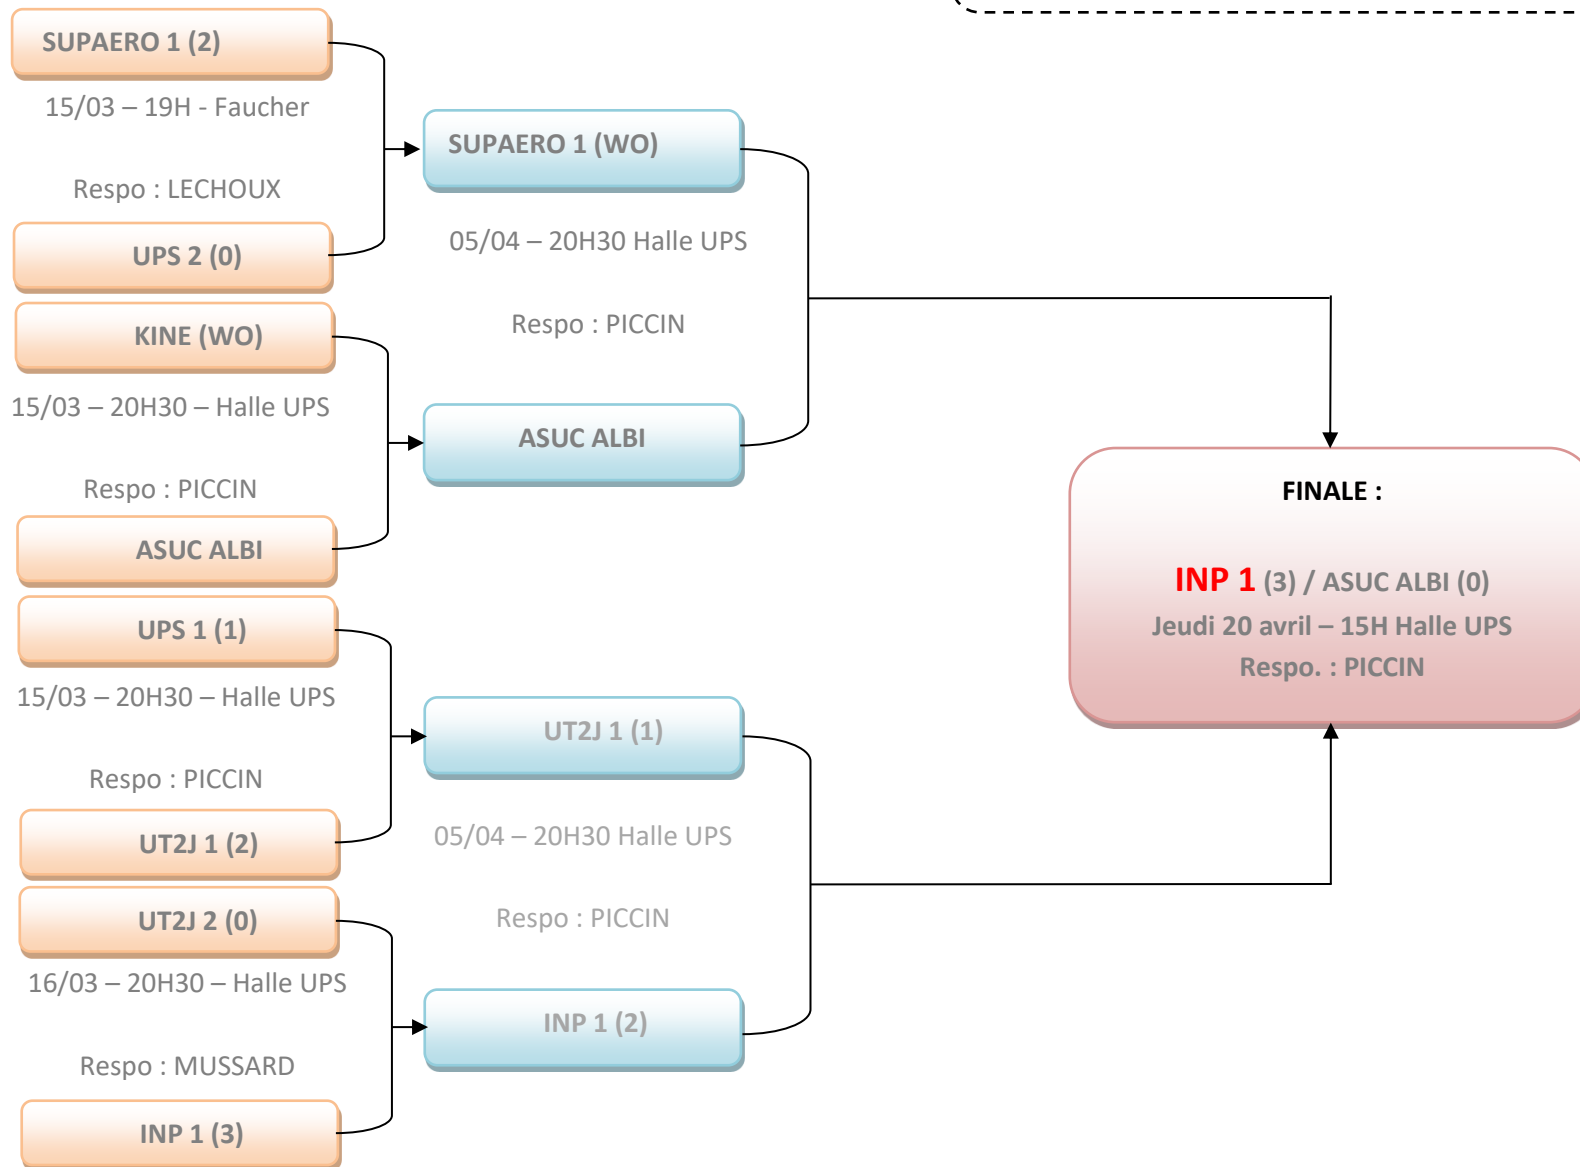 SUPAERO 1 (2)
15/03 – 19H - Faucher
Respo : LECHOUX
UPS 2 (0)
KINE (WO)
15/03 – 20H30 – Halle UPS
Respo : PICCIN
ASUC ALBI
UPS 1 (1)
15/03 – 20H30 – Halle UPS
Respo : PICCIN
UT2J 1 (2)
UT2J 2 (0)
16/03 – 20H30 – Halle UPS
Respo : MUSSARD
INP 1 (3)
SUPAERO 1 (WO)
05/04 – 20H30 Halle UPS
Respo : PICCIN
ASUC ALBI
UT2J 1 (1)
05/04 – 20H30 Halle UPS
Respo : PICCIN
INP 1 (2)
FINALE :
INP 1 (3) / ASUC ALBI (0)
Jeudi 20 avril – 15H Halle UPS
Respo. : PICCIN